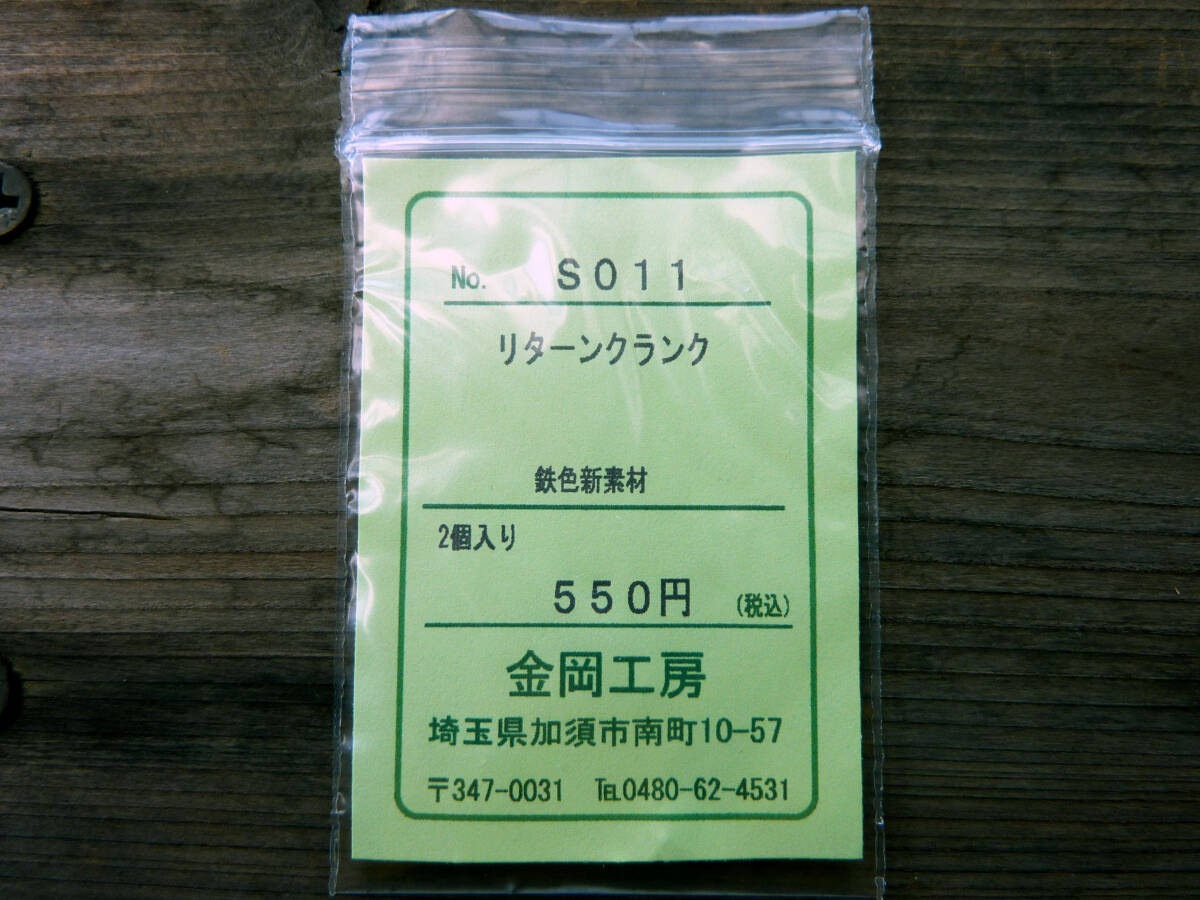 No. S011
リターンクランク
鉄色新素材
2個入り
550円 (税込)
金岡工房
埼玉県加須市南町10-57
〒347-0031 ℡0480-62-4531